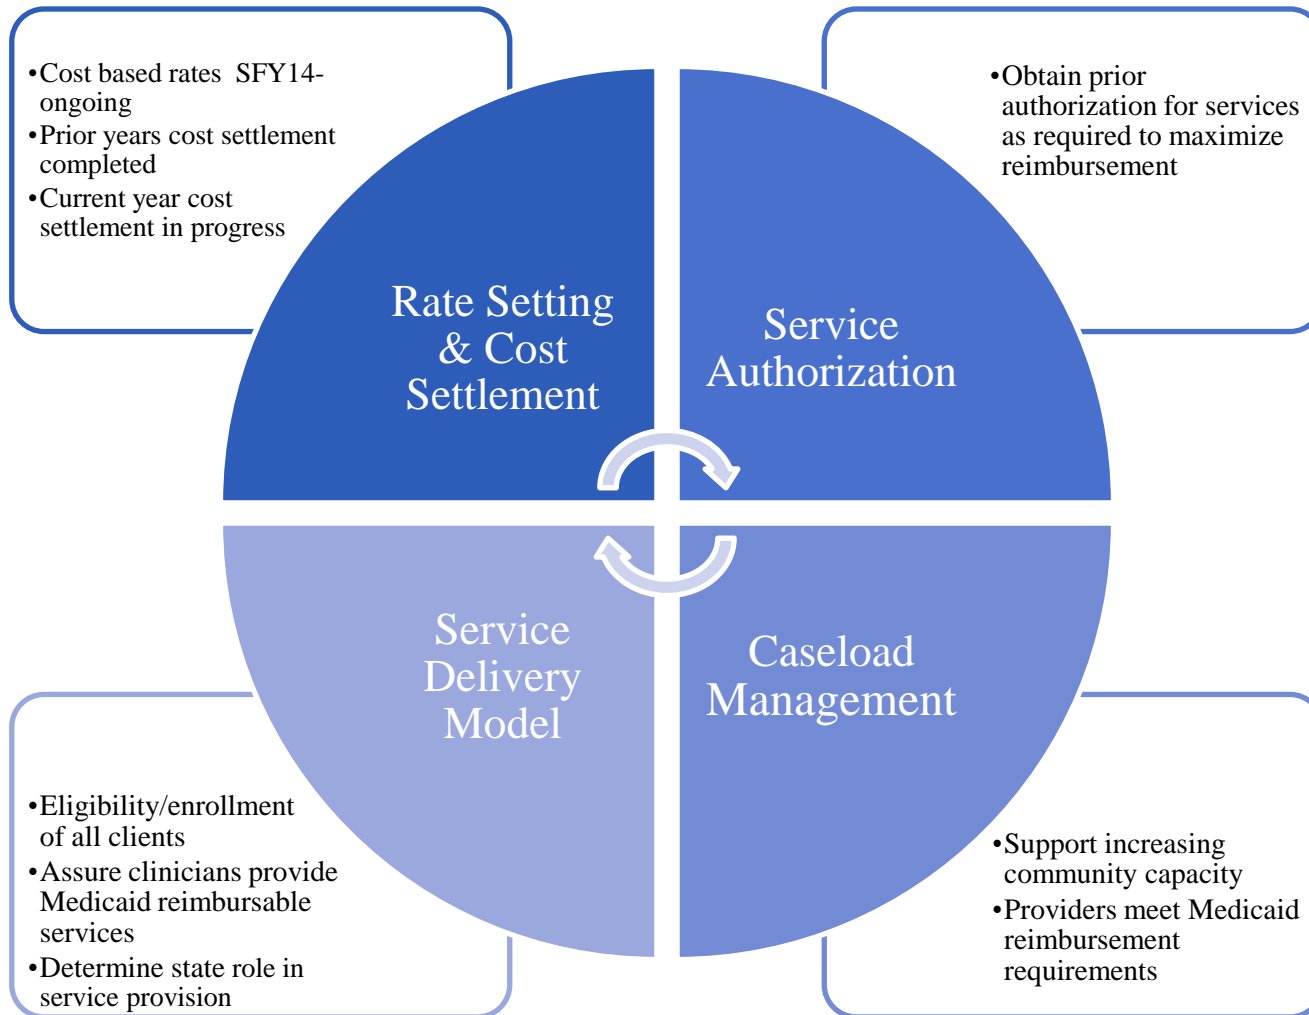 •Cost based rates  SFY14-
ongoing
•Prior years cost settlement
completed
•Current year cost
settlement in progress
•Obtain prior
authorization for services
as required to maximize
reimbursement
Rate Setting
& Cost
Settlement
Service
Authorization
Service
Delivery
Model
Caseload
Management
•Eligibility/enrollment
of all clients
•Assure clinicians provide
Medicaid reimbursable
services
•Determine state role in
service provision
•Support increasing
community capacity
•Providers meet Medicaid
reimbursement
requirements